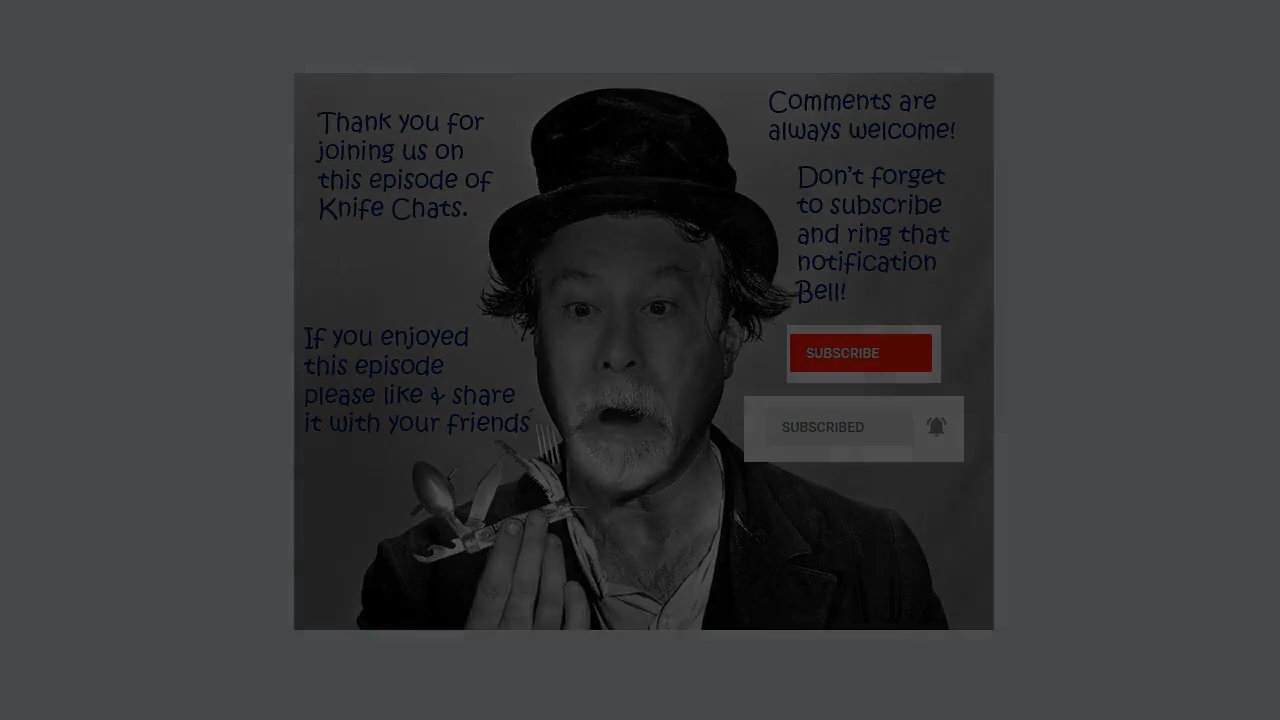 Thank you for
joining us on
this episode of
Knife Chats.
Comments are
always welcome!
Don't forget
to subscribe
and ring that
notification
Bell!
If you enjoyed
this episode
please like & share
it with your friends
SUBSCRIBE
SUBSCRIBED